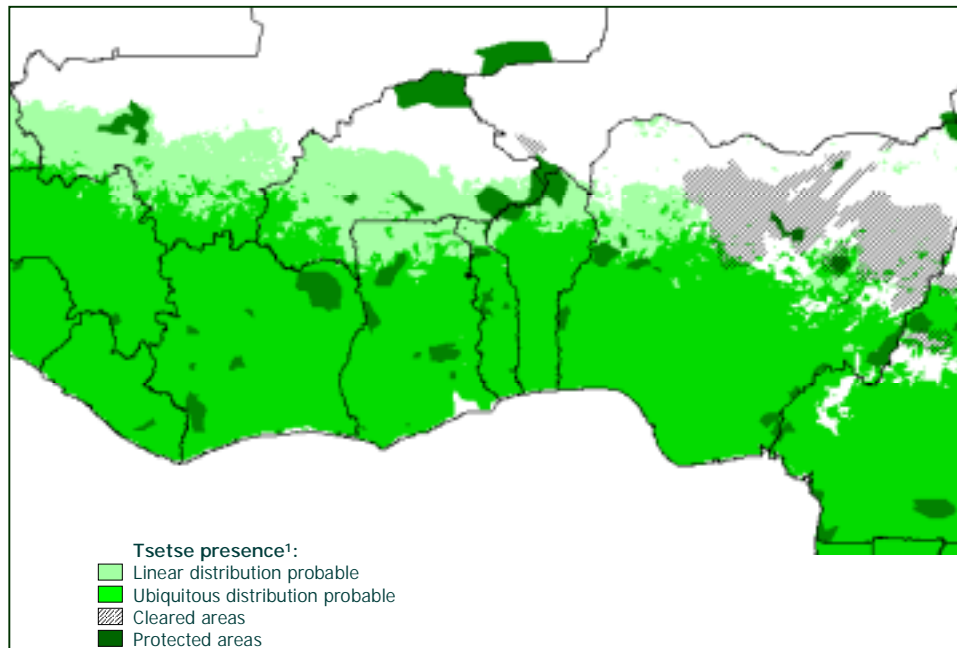 Tsetse presence¹:
Linear distribution probable
Ubiquitous distribution probable
Cleared areas
Protected areas